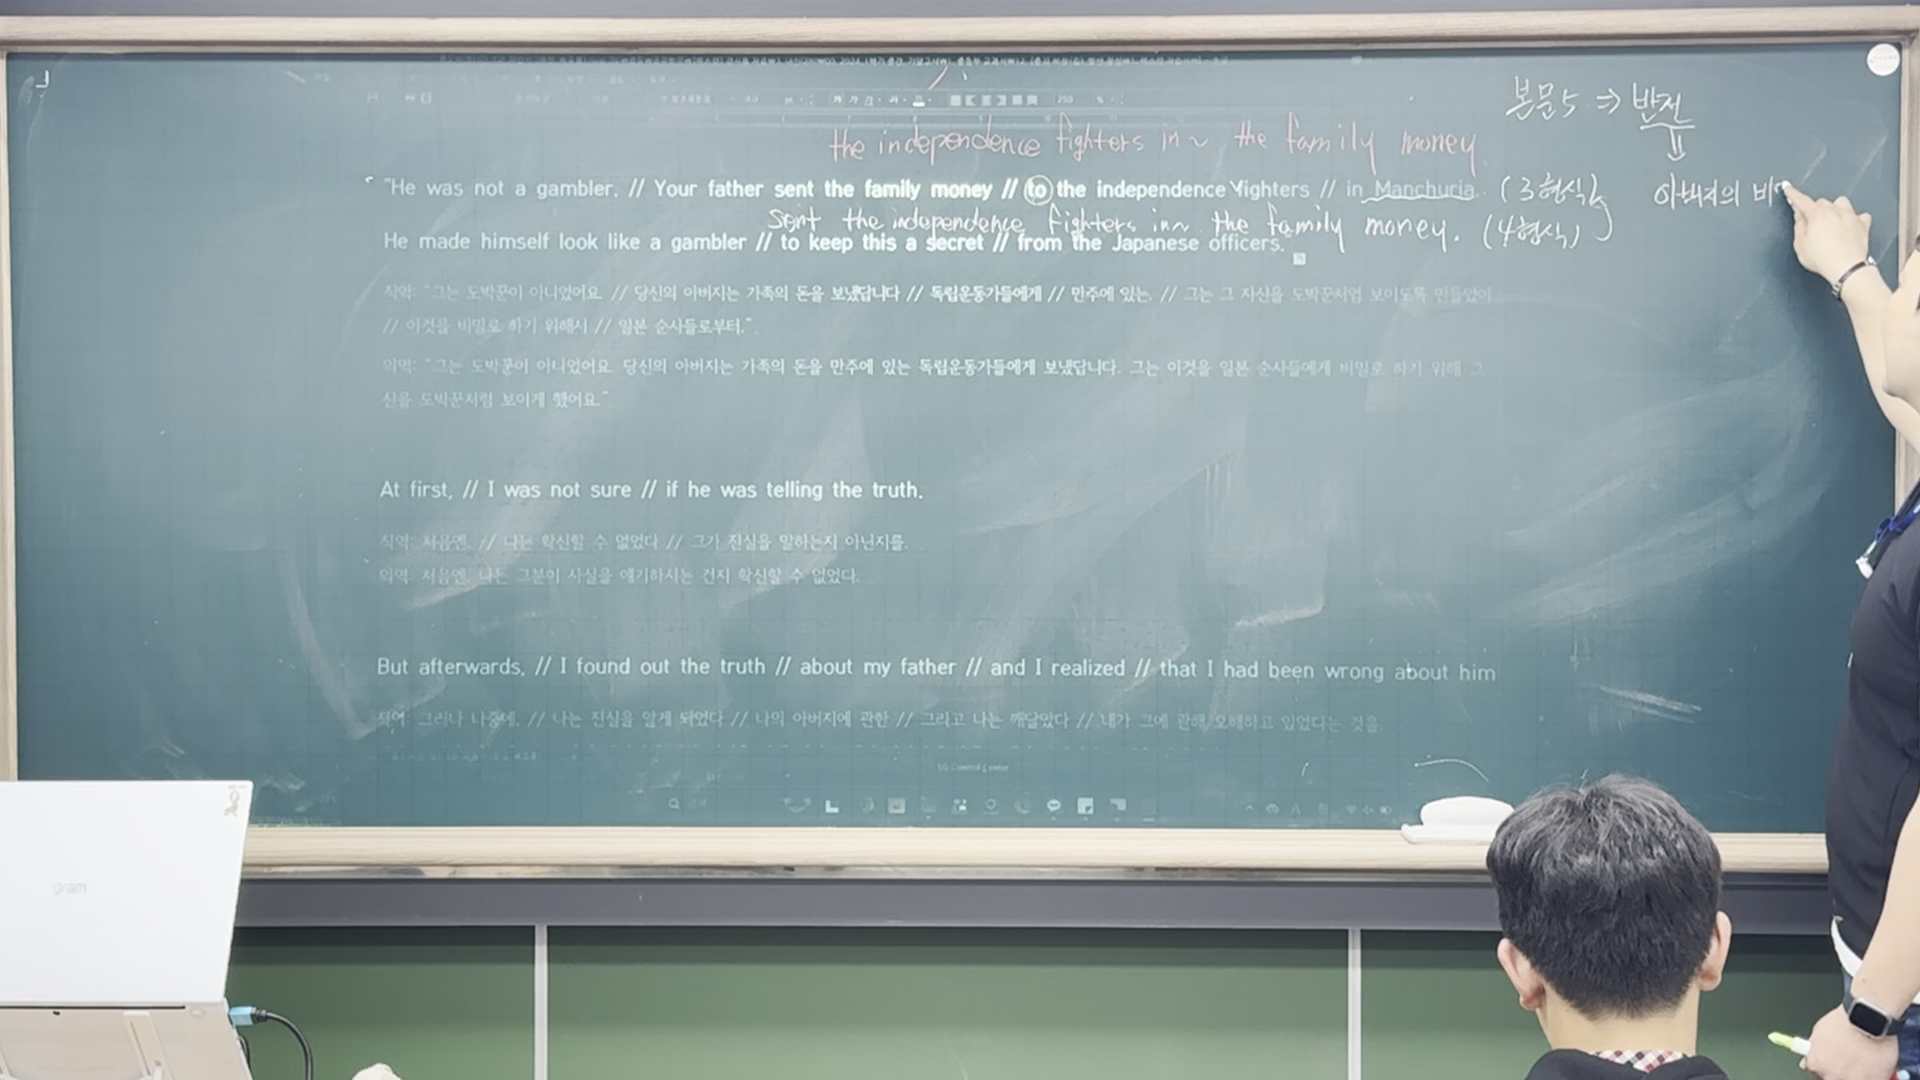 본문5 ⇒ 반전
the independence fighters in~ the family money.
"He was not a gambler. // Your father sent the family money // to the independence fighters // in Manchuria. (3형식)
아버지의 비
sent the independence fighters in~ the family money. (4형식)
He made himself look like a gambler // to keep this a secret // from the Japanese officers.
직역: "그는 도박꾼이 아니었어요. // 당신의 아버지는 가족의 돈을 보냈답니다 // 독립운동가들에게 // 만주에 있는. // 그는 그 자신을 도박꾼처럼 보이도록 만들었어
// 이것을 비밀로 하기 위해서 // 일본 순사들로부터."
의역: "그는 도박꾼이 아니었어요. 당신의 아버지는 가족의 돈을 만주에 있는 독립운동가들에게 보냈답니다. 그는 이것을 일본 순사들에게 비밀로 하기 위해 그
신을 도박꾼처럼 보이게 했어요."
At first, // I was not sure // if he was telling the truth.
직역: 처음엔, // 나는 확신할 수 없었다 // 그가 진실을 말하는지 아닌지를.
의역: 처음엔, 나는 그분이 사실을 얘기하시는 건지 확신할 수 없었다.
But afterwards, // I found out the truth // about my father // and I realized // that I had been wrong about him
직역: 그러나 나중에, // 나는 진실을 알게 되었다 // 나의 아버지에 관한 // 그리고 나는 깨달았다 // 내가 그에 관해 오해하고 있었다는 것을.
LG Control Center
gram